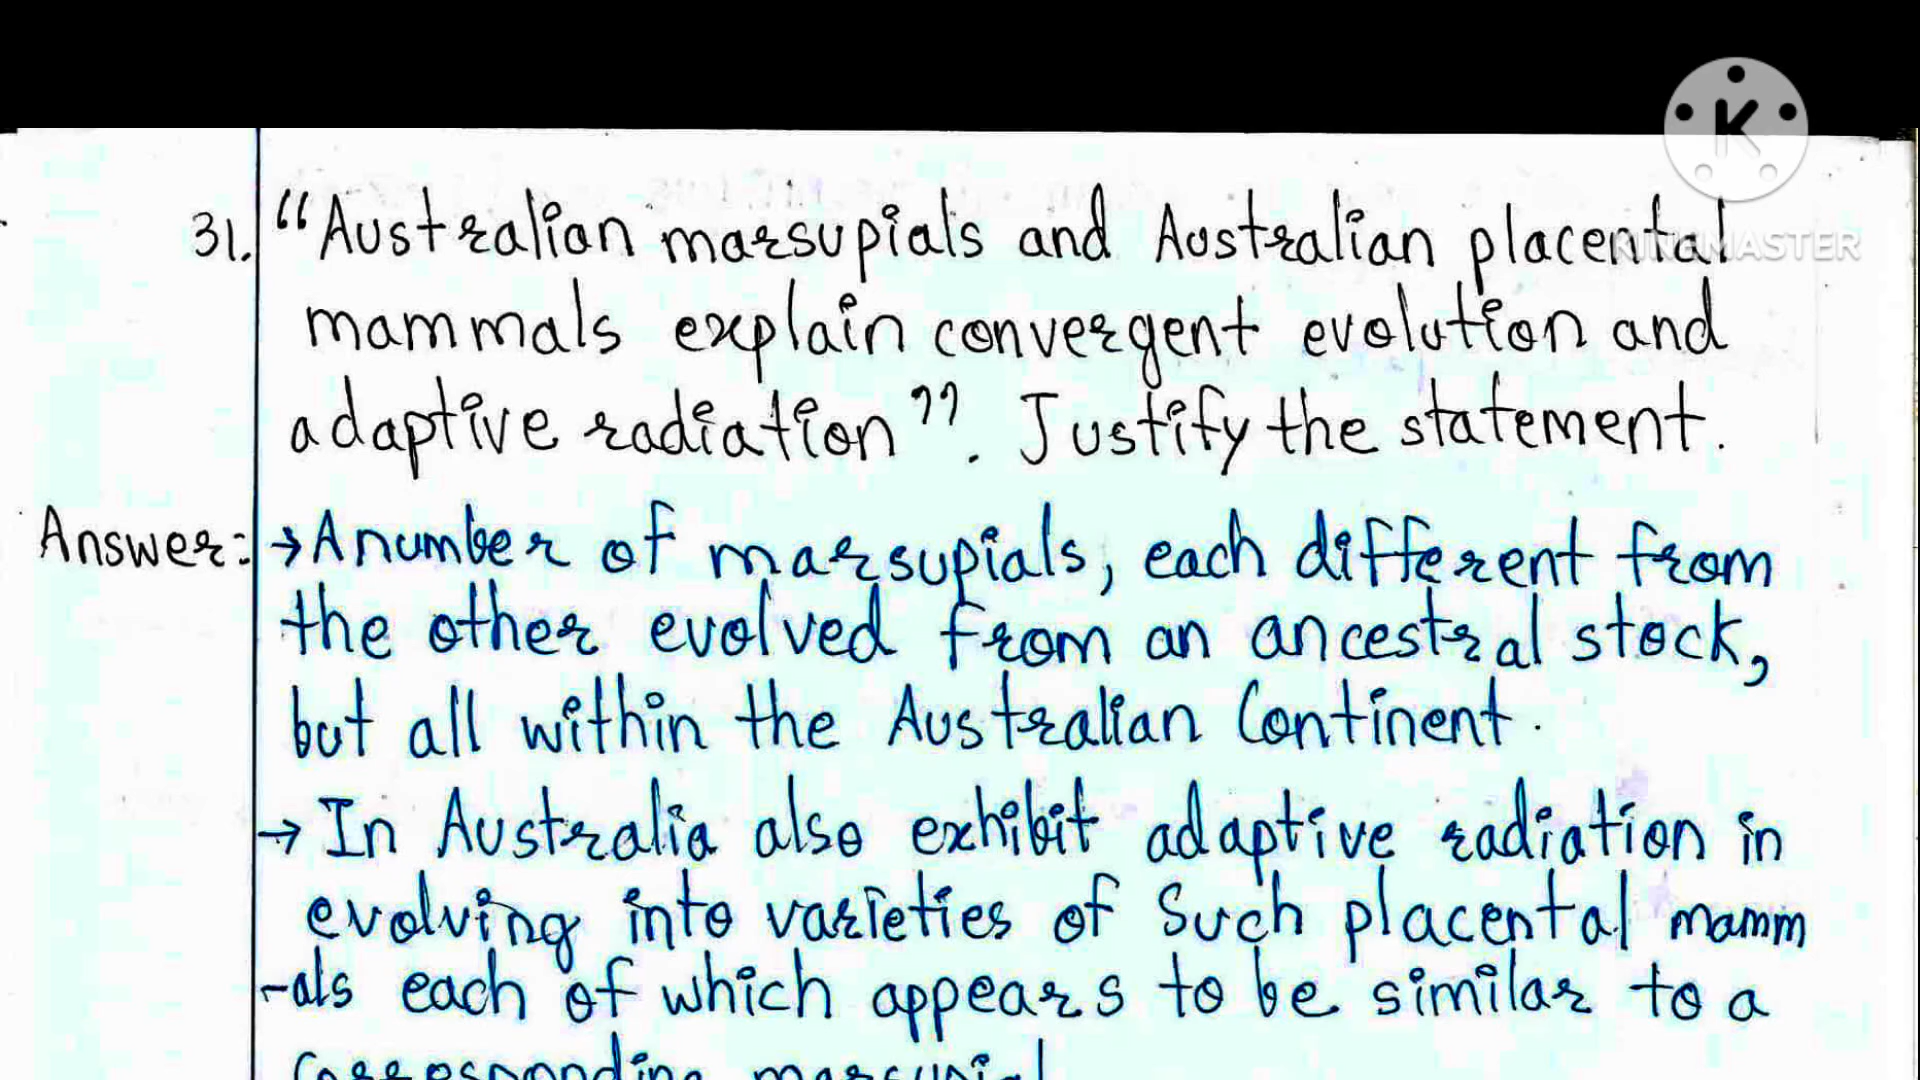 K
KINEMASTER
31. "Australian marsupials and Australian placental
mammals explain convergent evolution and
adaptive radiation". Justify the statement.
Answer: → A number of marsupials, each different from
the other evolved from an ancestral stock,
but all within the Australian Continent.
→ In Australia also exhibit adaptive radiation in
evolving into varieties of Such placental mamm
-als each of which appears to be similar to a
corresponding marsupial